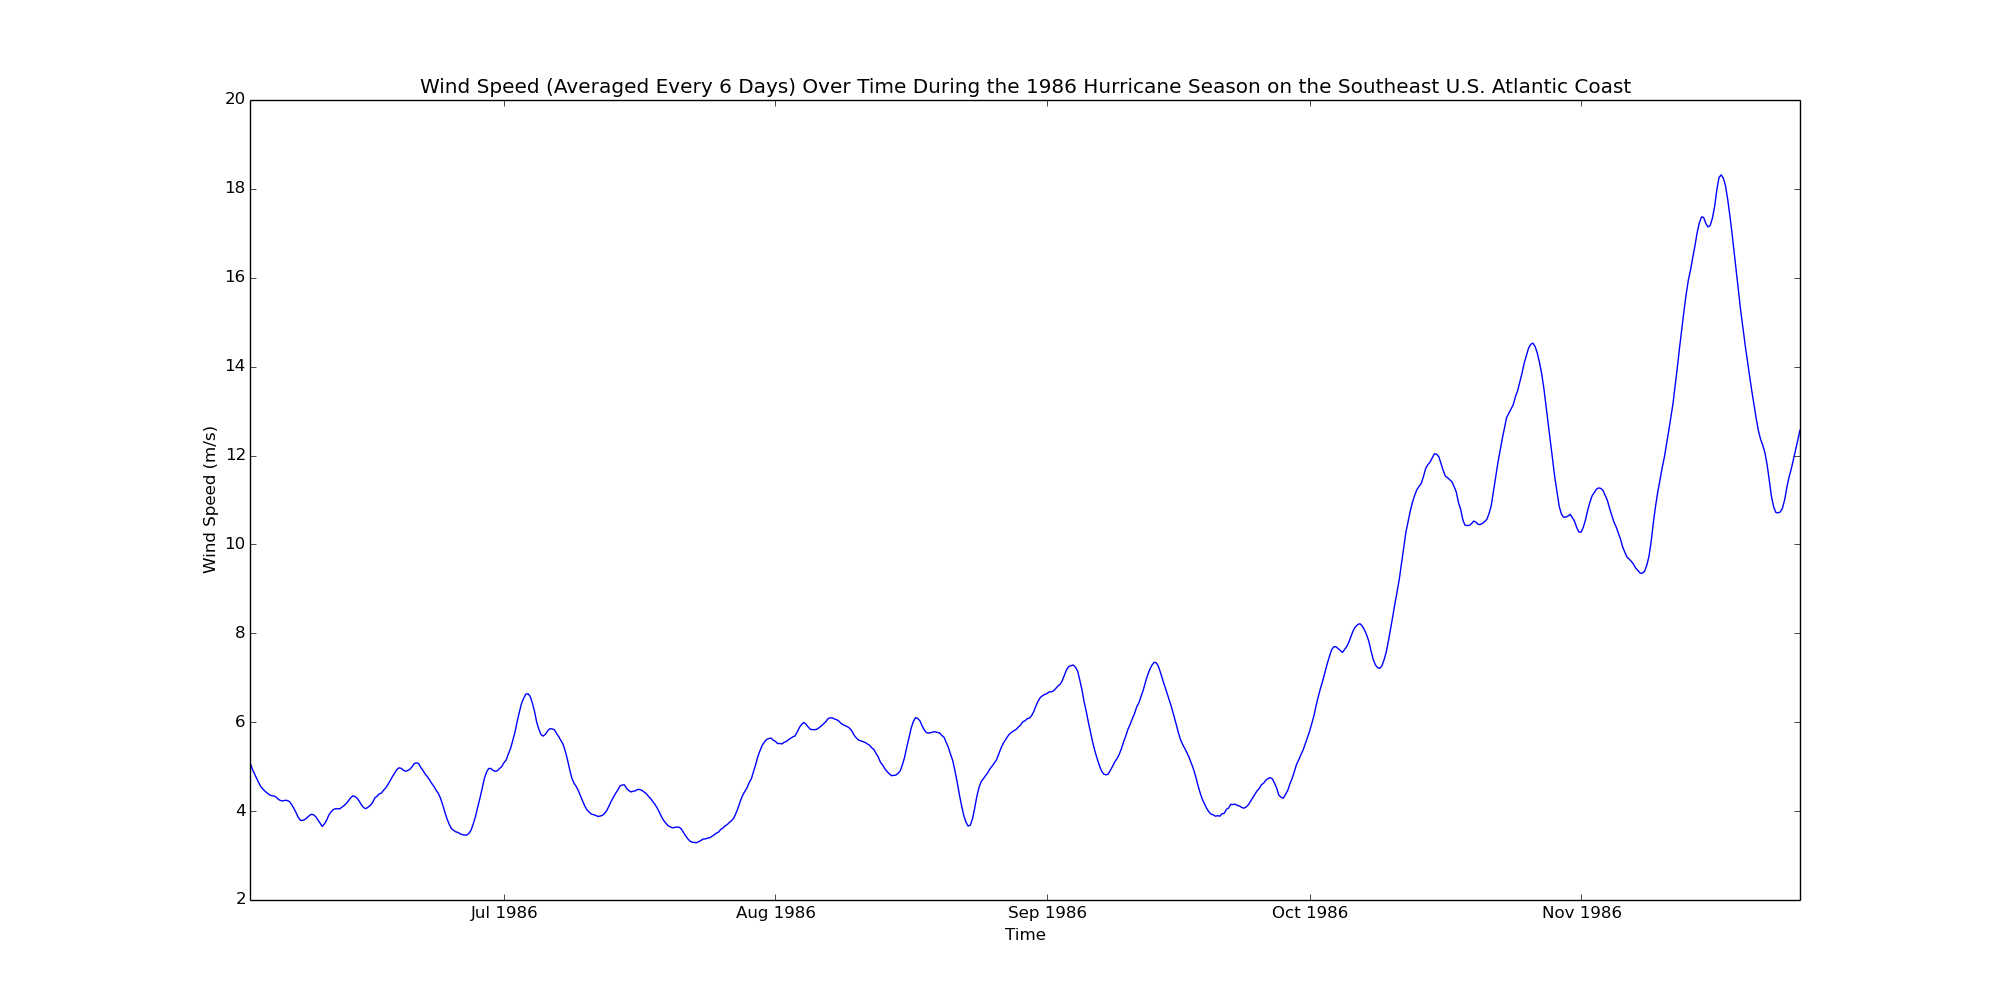 Wind Speed (Averaged Every 6 Days) Over Time During the 1986 Hurricane Season on the Southeast U.S. Atlantic Coast
20
18
16
14
12
10
8
6
4
2
Wind Speed (m/s)
Jul 1986
Aug 1986
Sep 1986
Oct 1986
Nov 1986
Time